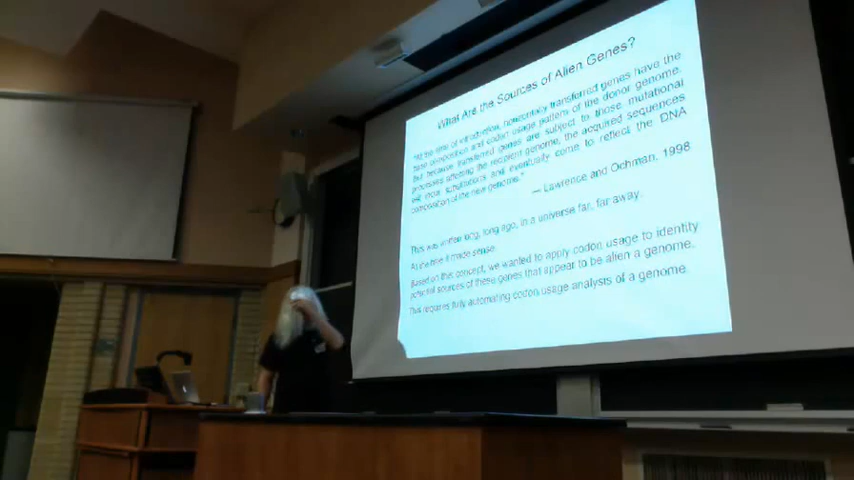 What Are the Sources of Alien Genes?
"At the time of introduction, horizontally transferred genes have the
base composition and codon usage pattern of the donor genome.
But because transferred genes are subject to those mutational
processes affecting the recipient genome, the acquired sequences
will incur substitutions and eventually come to reflect the DNA
composition of the new genome."
— Lawrence and Ochman, 1998
This was written long, long ago, in a universe far, far away.
At the time it made sense.
Based on this concept, we wanted to apply codon usage to identify
potential sources of these genes that appear to be alien a genome.
This requires fully automating codon usage analysis of a genome